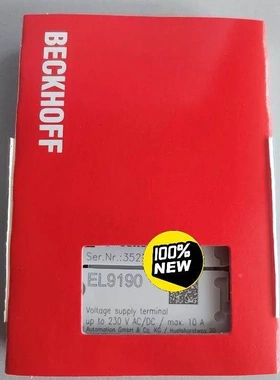 BECKHOFF
Ser.Nr.:352
100%
NEW
EL9190
Voltage supply terminal
up to 230 V AC/DC / max. 10 A
Automation GmbH & Co. KG /